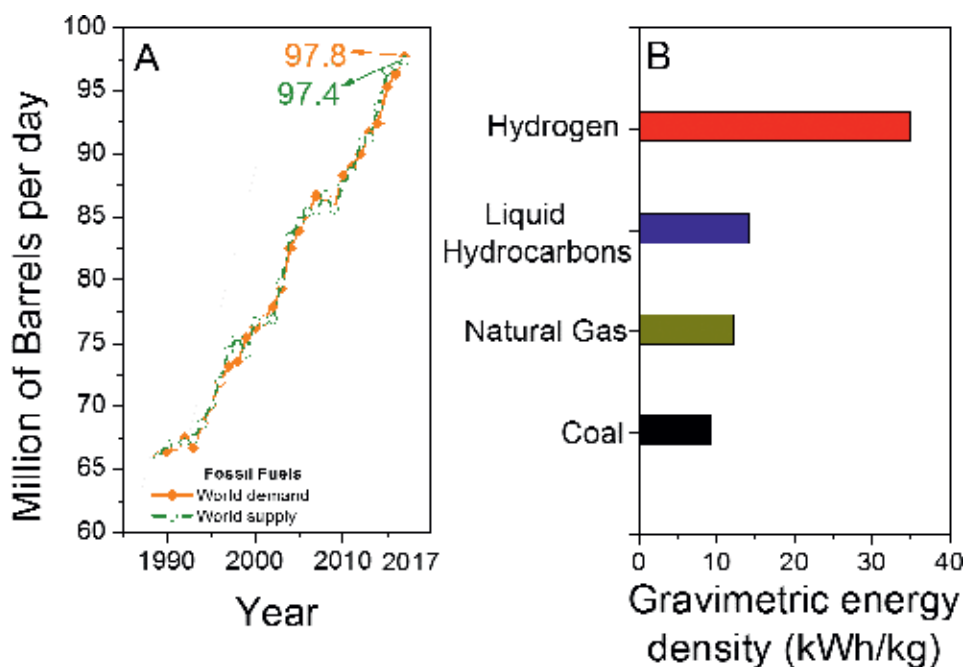 A
97.8
97.4
100
95
90
85
80
75
70
65
60
Million of Barrels per day
Fossil Fuels
World demand
World supply
1990
2000
2010
2017
Year
B
Hydrogen
Liquid
Hydrocarbons
Natural Gas
Coal
0
10
20
30
40
Gravimetric energy
density (kWh/kg)